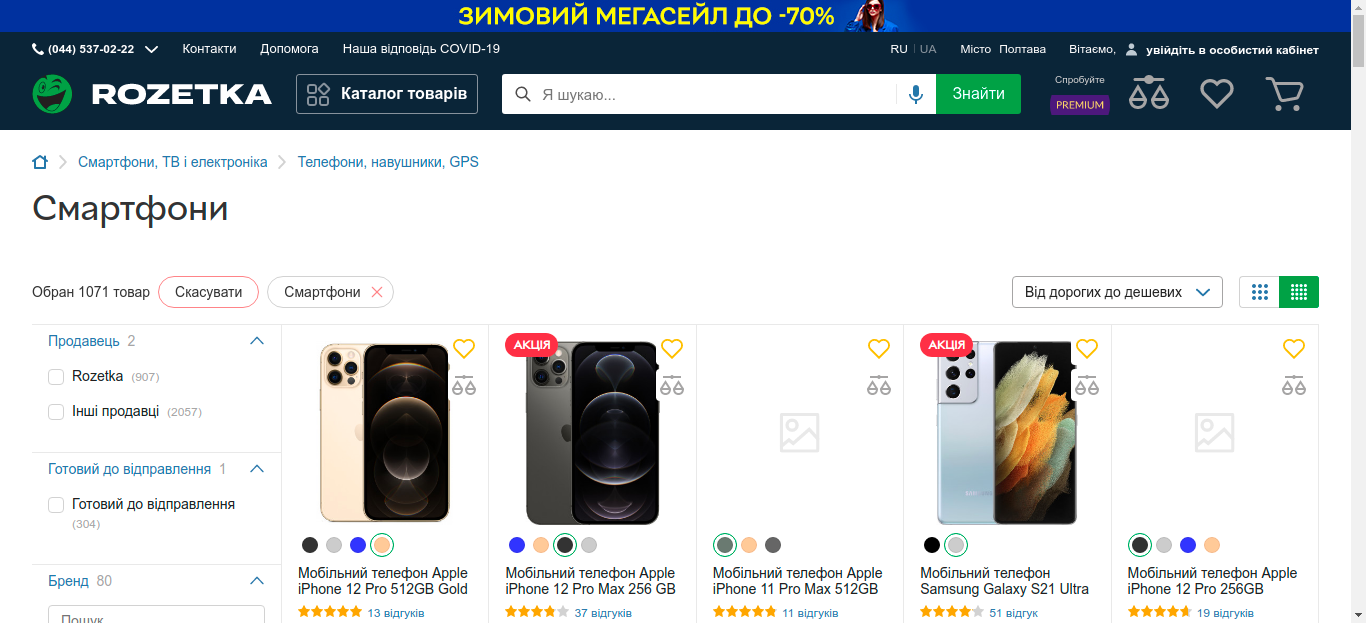 ЗИМОВИЙ МЕГАСЕЙЛ ДО -70%
(044) 537-02-22 Контакти Допомога Наша відповідь COVID-19 RU UA Місто Полтава Вітаємо, увійдіть в особистий кабінет
ROZETKA Каталог товарів Я шукаю... Знайти Спробуйте PREMIUM
Смартфони, ТВ і електроніка Телефони, навушники, GPS
Смартфони
Обран 1071 товар Скасувати Смартфони Від дорогих до дешевих
Продавець 2
Rozetka (907)
Інші продавці (2057)
Готовий до відправлення 1
Готовий до відправлення
(304)
Бренд 80
Пошук
Мобільний телефон Apple
iPhone 12 Pro 512GB Gold
13 відгуків
АКЦІЯ
Мобільний телефон Apple
iPhone 12 Pro Max 256 GB
37 відгуків
Мобільний телефон Apple
iPhone 11 Pro Max 512GB
11 відгуків
АКЦІЯ
Мобільний телефон
Samsung Galaxy S21 Ultra
51 відгук
Мобільний телефон Apple
iPhone 12 Pro 256GB
19 відгуків